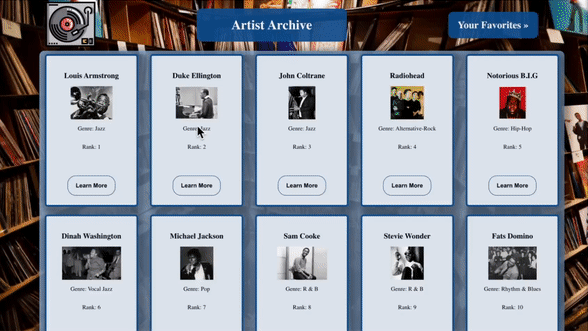 Artist Archive
Your Favorites »
Louis Armstrong
Genre: Jazz
Rank: 1
Learn More
Duke Ellington
Genre: Jazz
Rank: 2
Learn More
John Coltrane
Genre: Jazz
Rank: 3
Learn More
Radiohead
Genre: Alternative-Rock
Rank: 4
Learn More
Notorious B.I.G
Genre: Hip-Hop
Rank: 5
Learn More
Dinah Washington
Genre: Vocal Jazz
Rank: 6
Michael Jackson
Genre: Pop
Rank: 7
Sam Cooke
Genre: R & B
Rank: 8
Stevie Wonder
Genre: R & B
Rank: 9
Fats Domino
Genre: Rhythm & Blues
Rank: 10